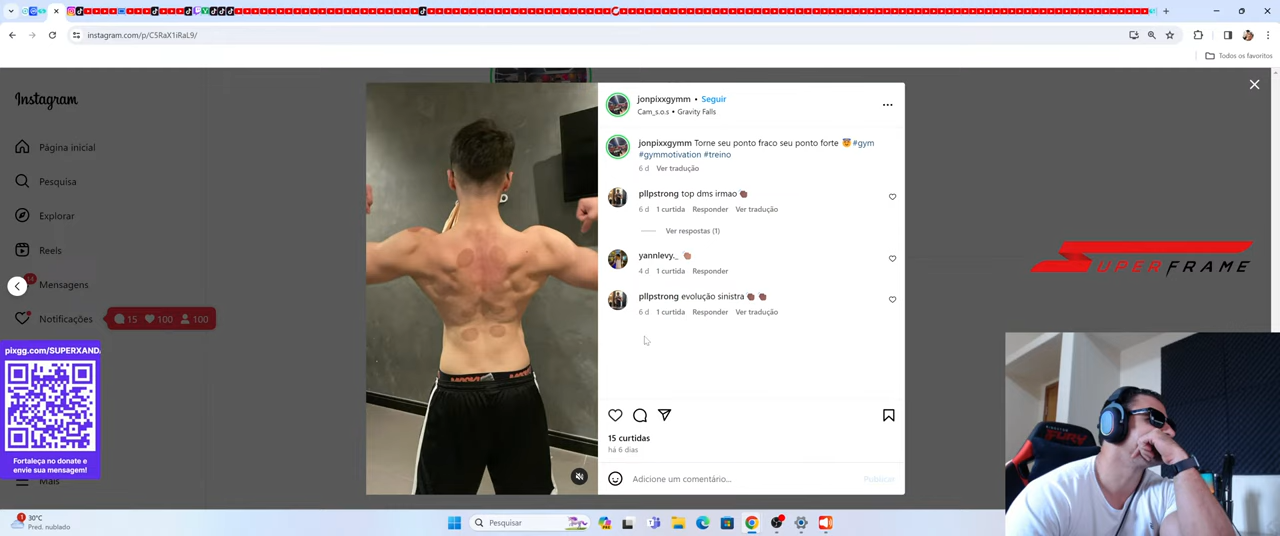 instagram.com/p/C5RaX1iRaL9/
Todos os favoritos
Instagram
Página inicial
Pesquisa
Explorar
Reels
14
Mensagens
Notificações
15 100 100
Mais
pixgg.com/SUPERXANDA
Fortaleça no donate e
envie sua mensagem!
jonpixxgymm • Seguir
Cam_s.o.s • Gravity Falls
jonpixxgymm Torne seu ponto fraco seu ponto forte 😇 #gym
#gymmotivation #treino
6 d Ver tradução
pllpstrong top dms irmao 👊🏿
6 d 1 curtida Responder Ver tradução
Ver respostas (1)
yannlevy._ 👊🏽
4 d 1 curtida Responder
pllpstrong evolução sinistra 👊🏿 👊🏿
6 d 1 curtida Responder Ver tradução
15 curtidas
há 6 dias
Adicione um comentário...
Publicar
SUPERFRAME
FURY
1
30°C
Pred. nublado
Pesquisar